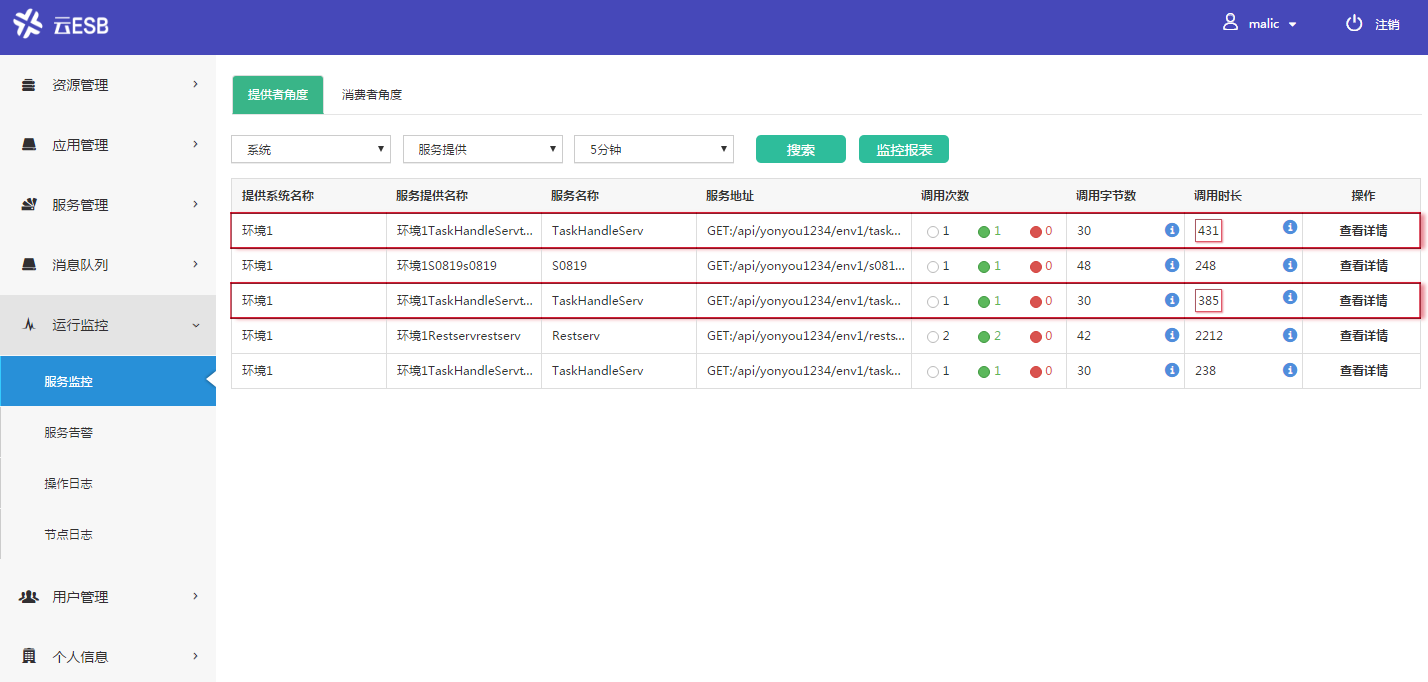 云ESB
malic
注销
资源管理
应用管理
服务管理
消息队列
运行监控
服务监控
服务告警
操作日志
节点日志
用户管理
个人信息
提供者角度 消费者角度
系统 服务提供 5分钟 搜索 监控报表
提供系统名称 服务提供名称 服务名称 服务地址 调用次数 调用字节数 调用时长 操作
环境1 环境1TaskHandleServt... TaskHandleServ GET:/api/yonyou1234/env1/task... 1 1 0 30 431 查看详情
环境1 环境1S0819s0819 S0819 GET:/api/yonyou1234/env1/s081... 1 1 0 48 248 查看详情
环境1 环境1TaskHandleServt... TaskHandleServ GET:/api/yonyou1234/env1/task... 1 1 0 30 385 查看详情
环境1 环境1Restservrestserv Restserv GET:/api/yonyou1234/env1/rests... 2 2 0 42 2212 查看详情
环境1 环境1TaskHandleServt... TaskHandleServ GET:/api/yonyou1234/env1/task... 1 1 0 30 238 查看详情